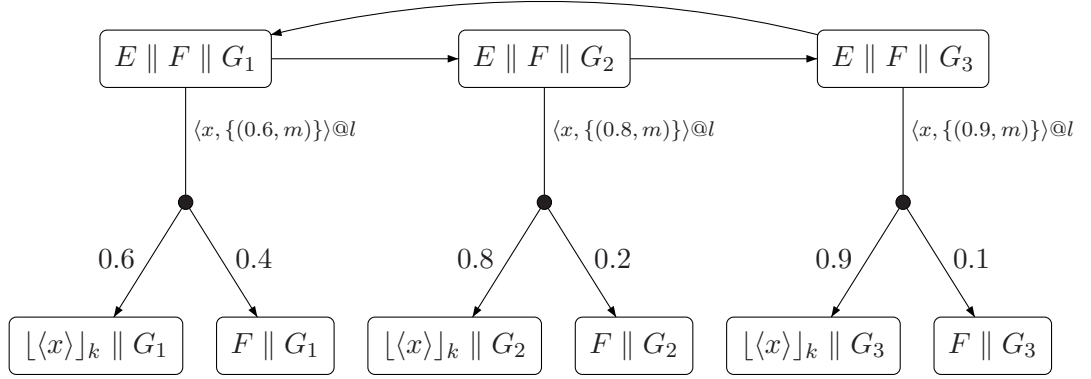 E ∥ F ∥ G₁ E ∥ F ∥ G₂ E ∥ F ∥ G₃
⟨x, {(0.6, m)}⟩@l ⟨x, {(0.8, m)}⟩@l ⟨x, {(0.9, m)}⟩@l
0.6 0.4 0.8 0.2 0.9 0.1
⌊⟨x⟩⌋ₖ ∥ G₁ F ∥ G₁ ⌊⟨x⟩⌋ₖ ∥ G₂ F ∥ G₂ ⌊⟨x⟩⌋ₖ ∥ G₃ F ∥ G₃